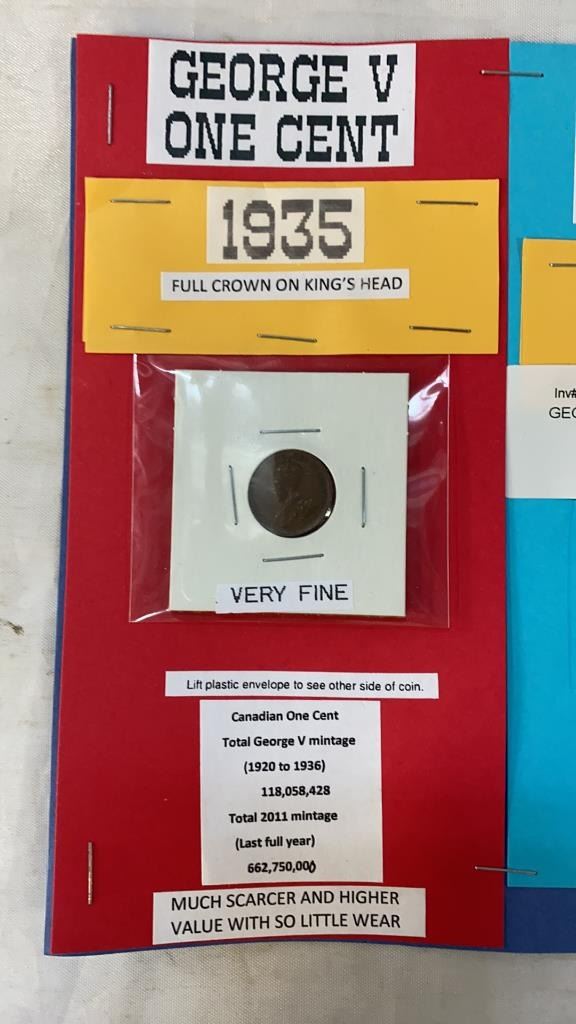 GEORGE V
ONE CENT
1935
FULL CROWN ON KING'S HEAD
VERY FINE
Lift plastic envelope to see other side of coin.
Canadian One Cent
Total George V mintage
(1920 to 1936)
118,058,428
Total 2011 mintage
(Last full year)
662,750,000
MUCH SCARCER AND HIGHER
VALUE WITH SO LITTLE WEAR
Inv#
GEO